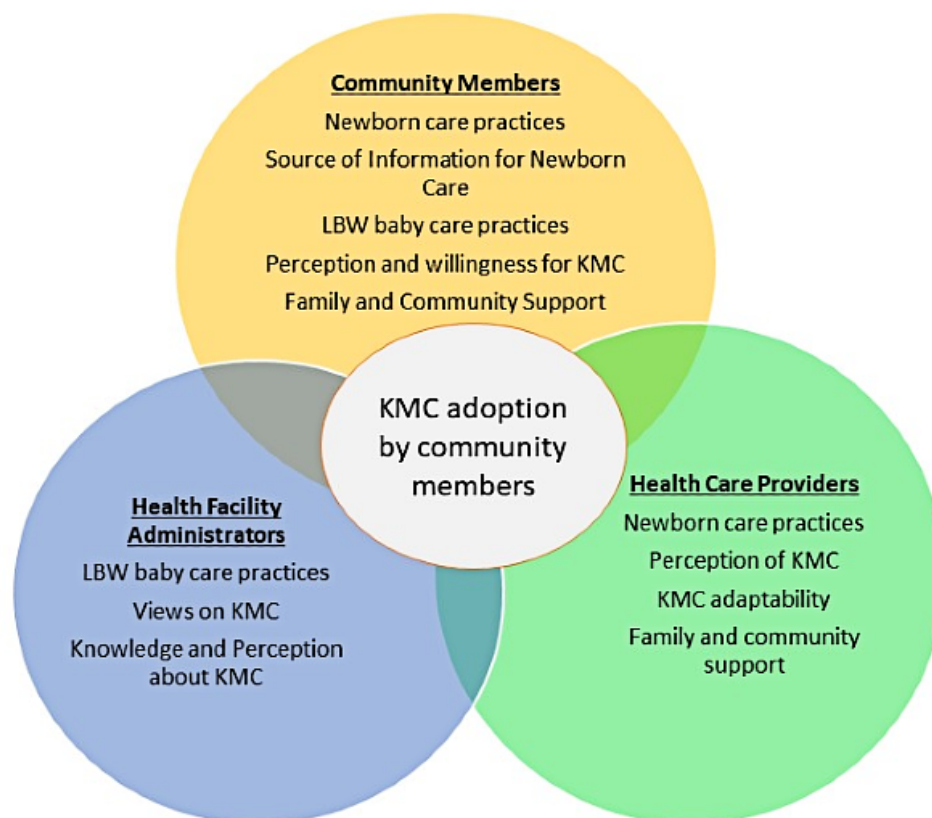 Community Members
Newborn care practices
Source of Information for Newborn
Care
LBW baby care practices
Perception and willingness for KMC
Family and Community Support
KMC adoption
by community
members
Health Facility
Administrators
LBW baby care practices
Views on KMC
Knowledge and Perception
about KMC
Health Care Providers
Newborn care practices
Perception of KMC
KMC adaptability
Family and community
support